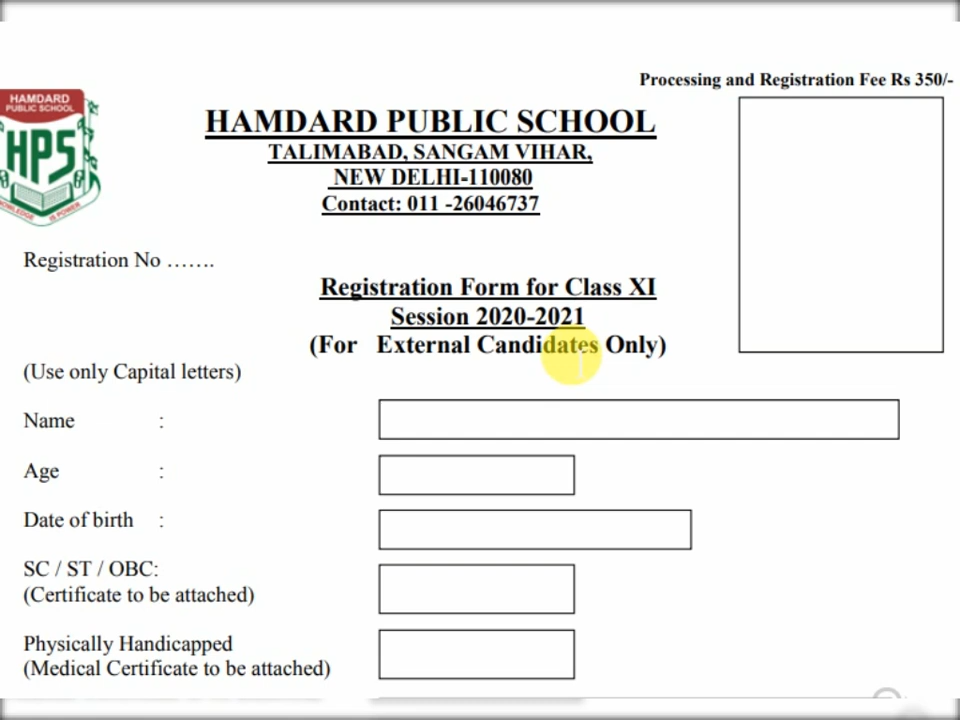 Processing and Registration Fee Rs 350/-
HAMDARD
PUBLIC SCHOOL
HPS
KNOWLEDGE IS POWER
HAMDARD PUBLIC SCHOOL
TALIMABAD, SANGAM VIHAR,
NEW DELHI-110080
Contact: 011 -26046737
Registration No …….
Registration Form for Class XI
Session 2020-2021
(For External Candidates Only)
(Use only Capital letters)
Name :
Age :
Date of birth :
SC / ST / OBC:
(Certificate to be attached)
Physically Handicapped
(Medical Certificate to be attached)